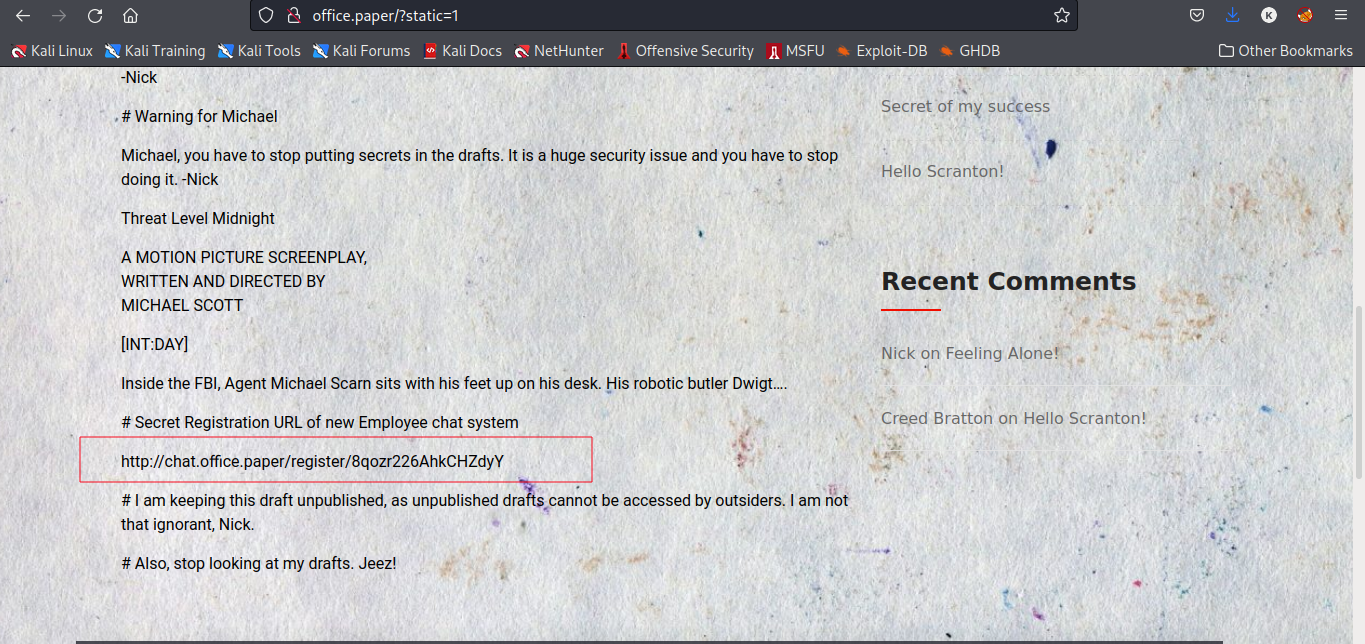 office.paper/?static=1
Kali Linux Kali Training Kali Tools Kali Forums Kali Docs NetHunter Offensive Security MSFU Exploit-DB GHDB Other Bookmarks
-Nick
# Warning for Michael
Michael, you have to stop putting secrets in the drafts. It is a huge security issue and you have to stop
doing it. -Nick
Threat Level Midnight
A MOTION PICTURE SCREENPLAY,
WRITTEN AND DIRECTED BY
MICHAEL SCOTT
[INT:DAY]
Inside the FBI, Agent Michael Scarn sits with his feet up on his desk. His robotic butler Dwigt….
# Secret Registration URL of new Employee chat system
http://chat.office.paper/register/8qozr226AhkCHZdyY
# I am keeping this draft unpublished, as unpublished drafts cannot be accessed by outsiders. I am not
that ignorant, Nick.
# Also, stop looking at my drafts. Jeez!
Secret of my success
Hello Scranton!
Recent Comments
Nick on Feeling Alone!
Creed Bratton on Hello Scranton!
K